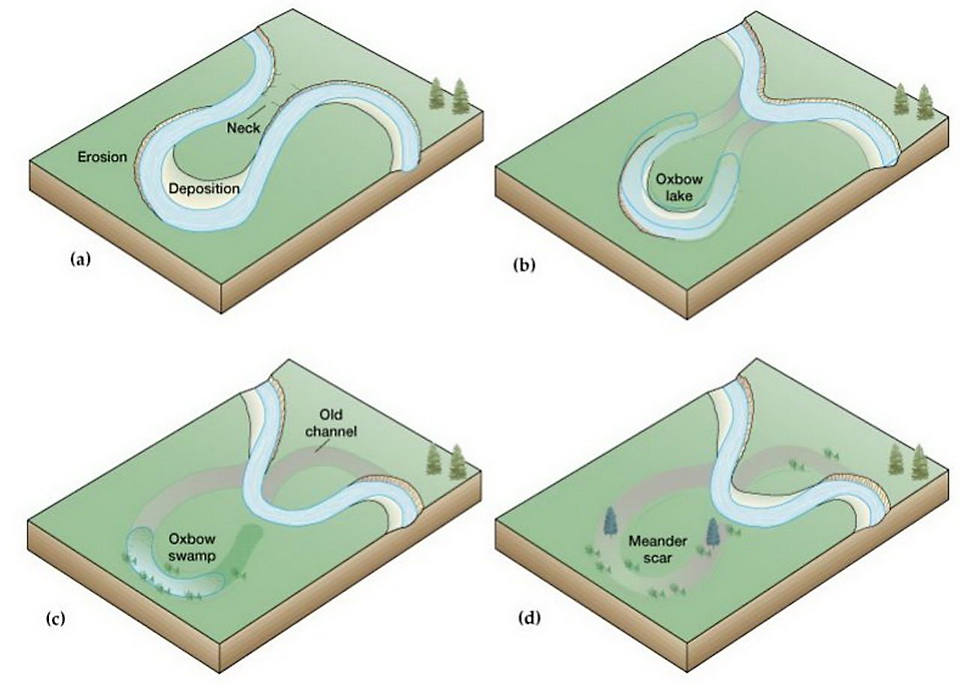 Neck
Erosion
Deposition
(a)
Oxbow
lake
(b)
Old
channel
Oxbow
swamp
(c)
Meander
scar
(d)